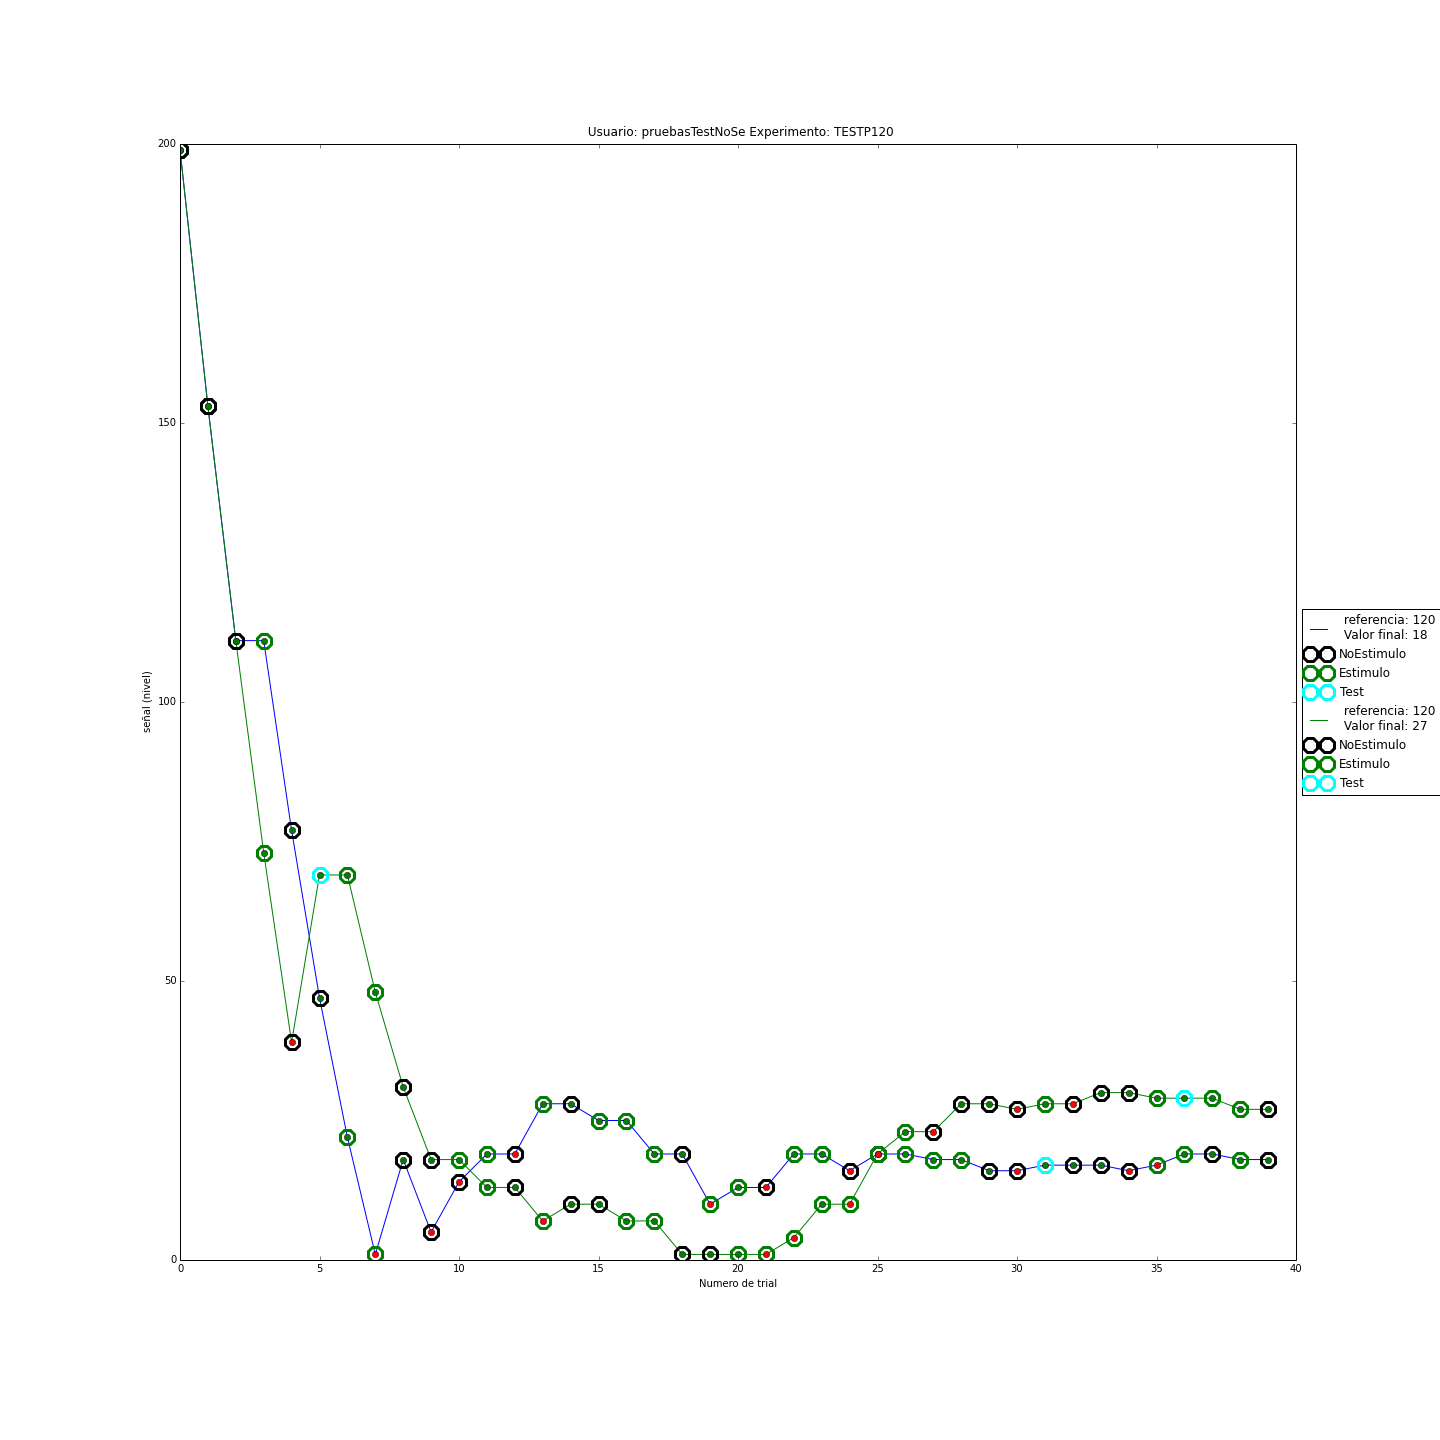 Usuario: pruebasTestNoSe Experimento: TESTP120
200
150
100
50
0
señal (nivel)
0 5 10 15 20 25 30 35 40
Numero de trial
referencia: 120
Valor final: 18
NoEstimulo
Estimulo
Test
referencia: 120
Valor final: 27
NoEstimulo
Estimulo
Test